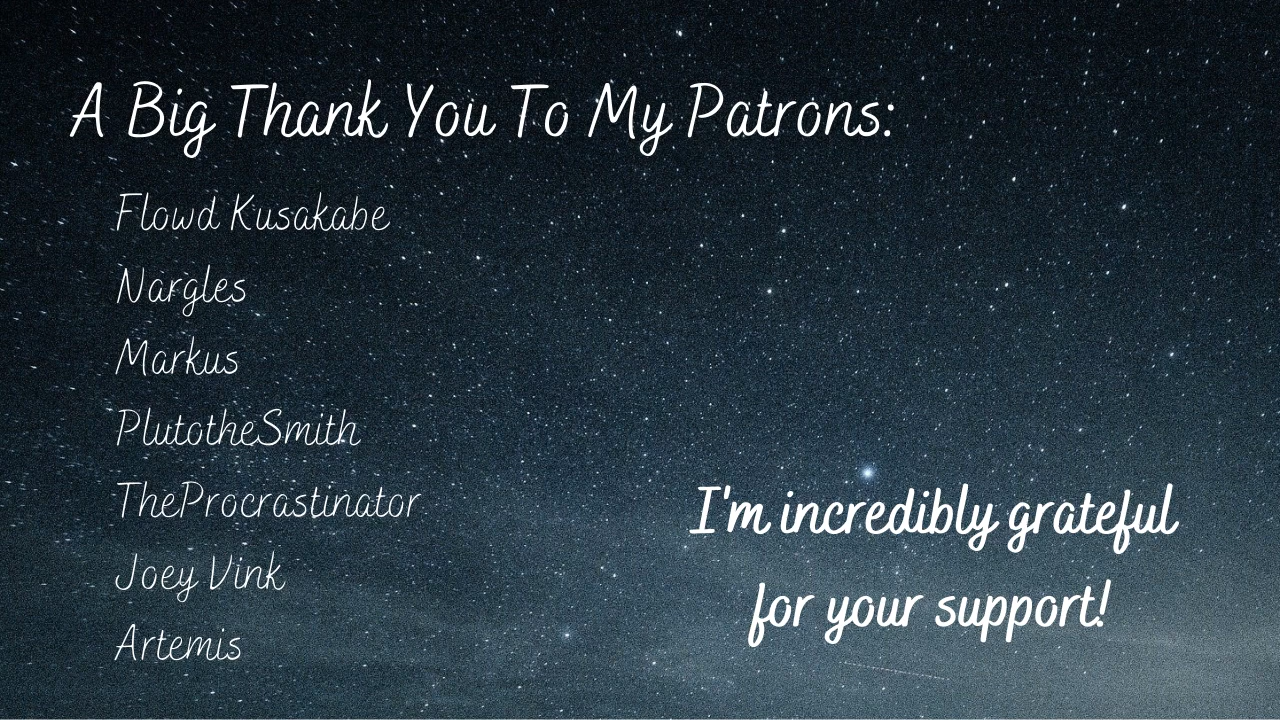 A Big Thank You To My Patrons:
Flowd Kusakabe
Nargles
Markus
PlutotheSmith
TheProcrastinator
Joey Vink
Artemis
I'm incredibly grateful
for your support!